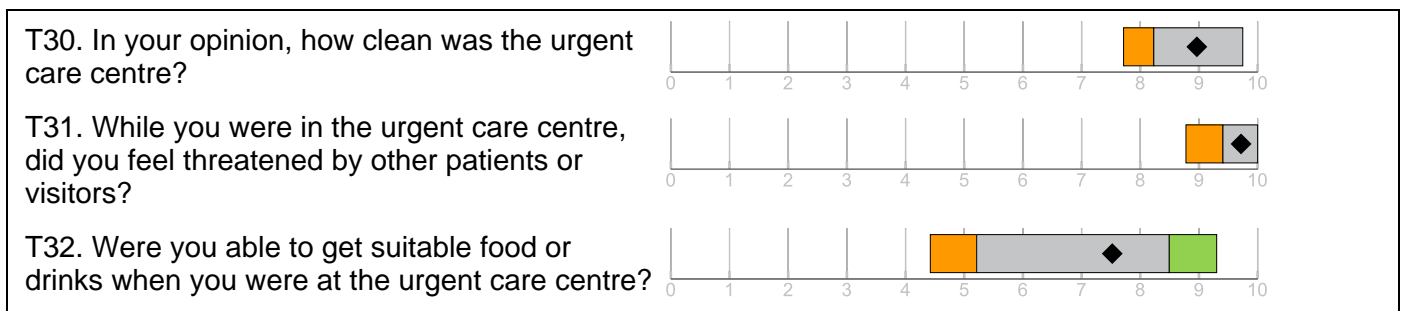 T30. In your opinion, how clean was the urgent
care centre?
0 1 2 3 4 5 6 7 8 9 10
T31. While you were in the urgent care centre,
did you feel threatened by other patients or
visitors?
0 1 2 3 4 5 6 7 8 9 10
T32. Were you able to get suitable food or
drinks when you were at the urgent care centre?
0 1 2 3 4 5 6 7 8 9 10